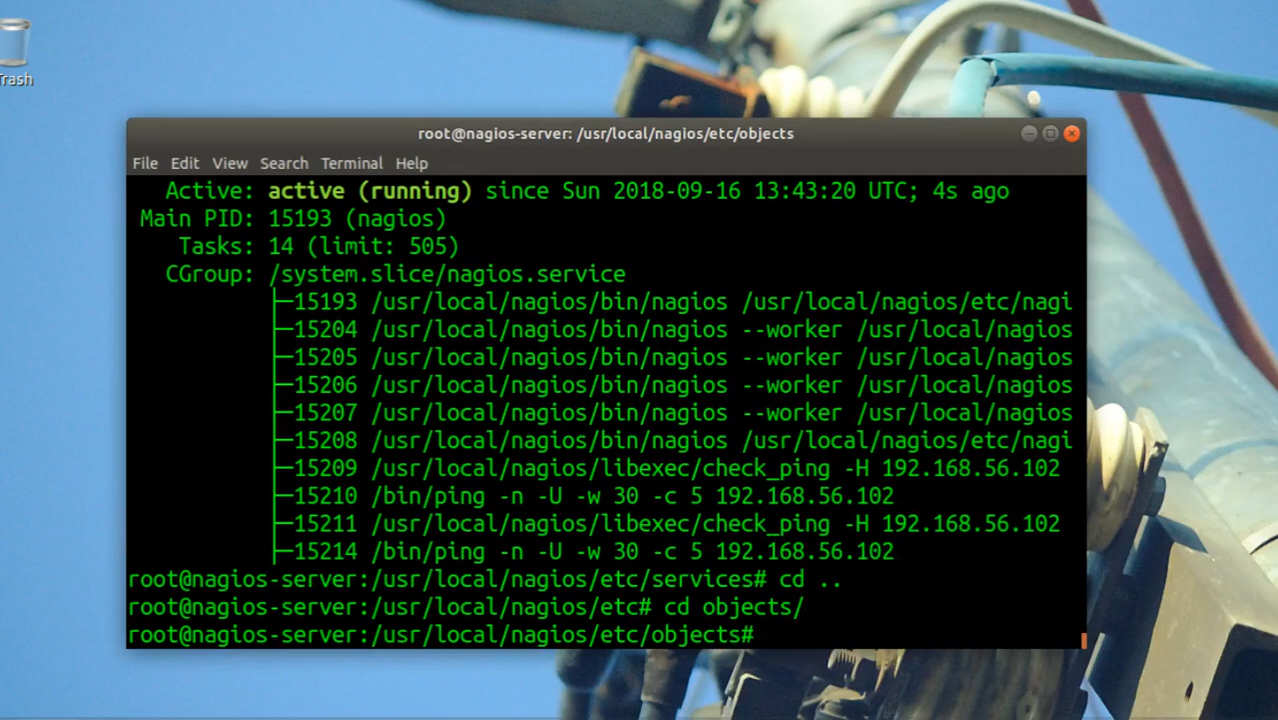 Trash
root@nagios-server: /usr/local/nagios/etc/objects
File Edit View Search Terminal Help
Active: active (running) since Sun 2018-09-16 13:43:20 UTC; 4s ago
Main PID: 15193 (nagios)
Tasks: 14 (limit: 505)
CGroup: /system.slice/nagios.service
├─15193 /usr/local/nagios/bin/nagios /usr/local/nagios/etc/nagi
├─15204 /usr/local/nagios/bin/nagios --worker /usr/local/nagios
├─15205 /usr/local/nagios/bin/nagios --worker /usr/local/nagios
├─15206 /usr/local/nagios/bin/nagios --worker /usr/local/nagios
├─15207 /usr/local/nagios/bin/nagios --worker /usr/local/nagios
├─15208 /usr/local/nagios/bin/nagios /usr/local/nagios/etc/nagi
├─15209 /usr/local/nagios/libexec/check_ping -H 192.168.56.102
├─15210 /bin/ping -n -U -w 30 -c 5 192.168.56.102
├─15211 /usr/local/nagios/libexec/check_ping -H 192.168.56.102
├─15214 /bin/ping -n -U -w 30 -c 5 192.168.56.102
root@nagios-server:/usr/local/nagios/etc/services# cd ..
root@nagios-server:/usr/local/nagios/etc# cd objects/
root@nagios-server:/usr/local/nagios/etc/objects#